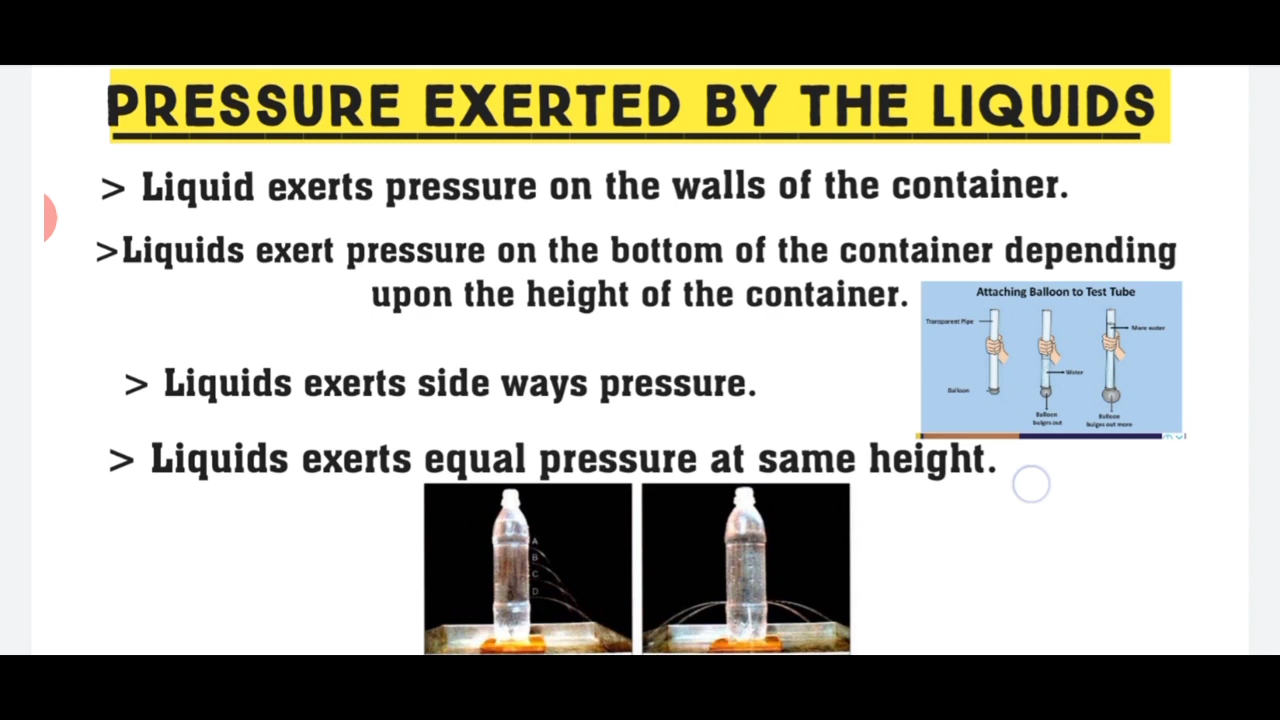 PRESSURE EXERTED BY THE LIQUIDS
> Liquid exerts pressure on the walls of the container.
>Liquids exert pressure on the bottom of the container depending
upon the height of the container.
Attaching Balloon to Test Tube
Transparent Pipe
More water
Water
Balloon
Balloon
bulges out
Balloon
bulges out more
> Liquids exerts side ways pressure.
> Liquids exerts equal pressure at same height.
A
B
C
D